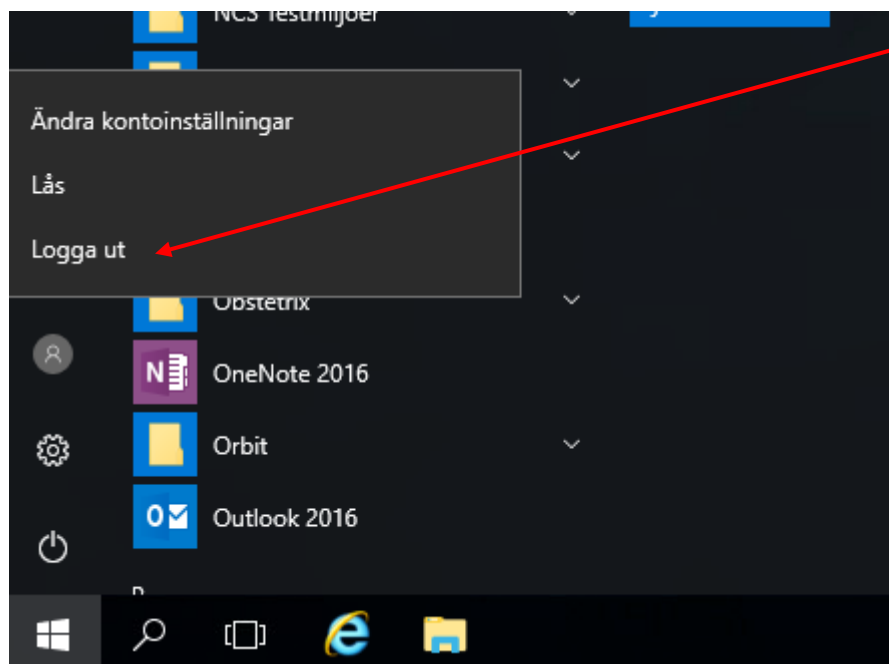 NCS Testmiljöer
Ändra kontoinställningar
Lås
Logga ut
Obstetrix
OneNote 2016
Orbit
Outlook 2016